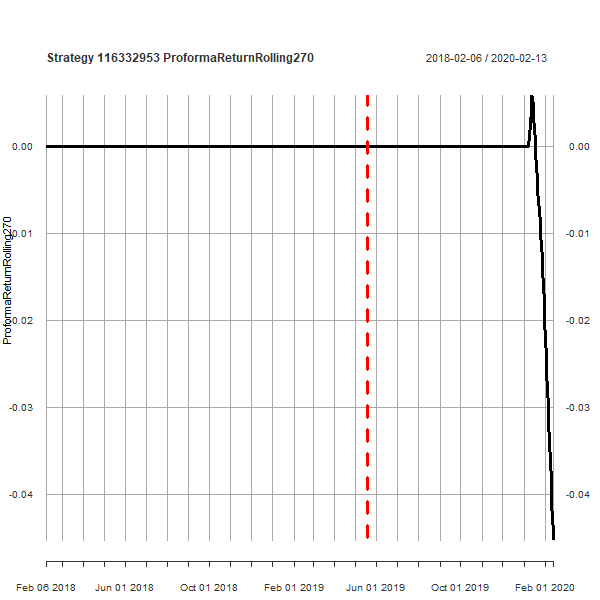 Strategy 116332953 ProformaReturnRolling270
2018-02-06 / 2020-02-13
0.00 0.00
-0.01 -0.01
-0.02 -0.02
-0.03 -0.03
-0.04 -0.04
ProformaReturnRolling270
Feb 06 2018 Jun 01 2018 Oct 01 2018 Feb 01 2019 Jun 01 2019 Oct 01 2019 Feb 01 2020